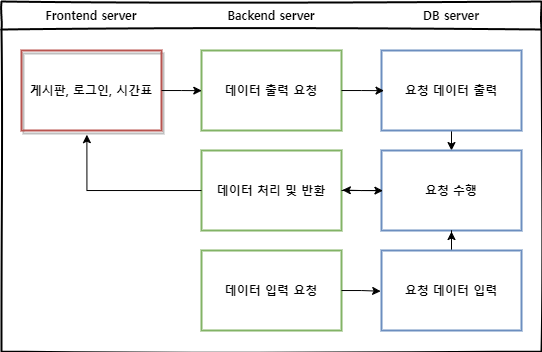 Frontend server
Backend server
DB server
게시판, 로그인, 시간표
데이터 출력 요청
요청 데이터 출력
데이터 처리 및 반환
요청 수행
데이터 입력 요청
요청 데이터 입력